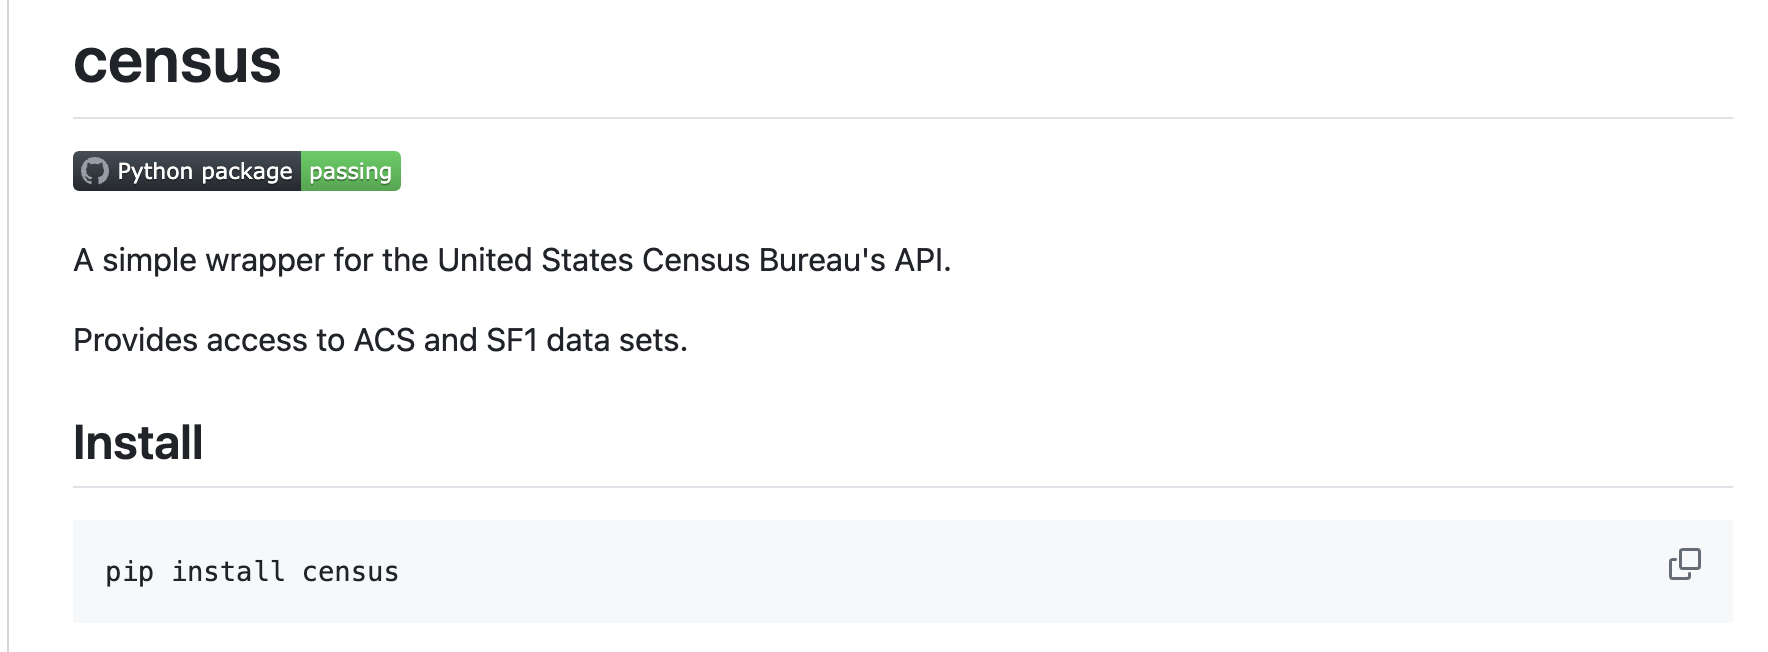 census
Python package passing
A simple wrapper for the United States Census Bureau's API.
Provides access to ACS and SF1 data sets.
Install
pip install census